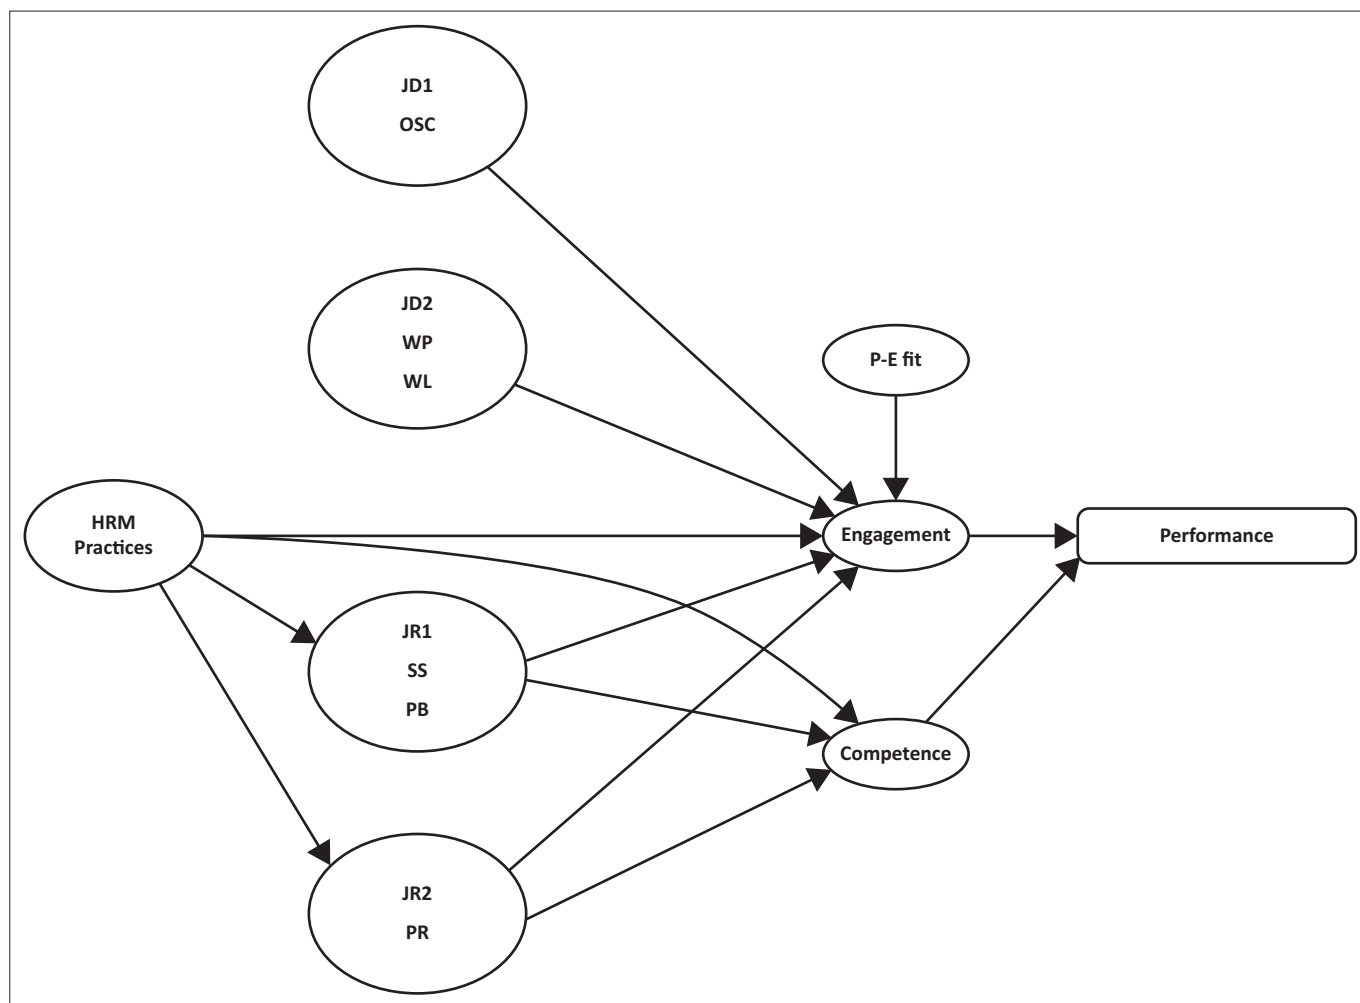 JD1
OSC
JD2
WP
WL
P-E fit
HRM
Practices
Engagement
Performance
JR1
SS
PB
Competence
JR2
PR